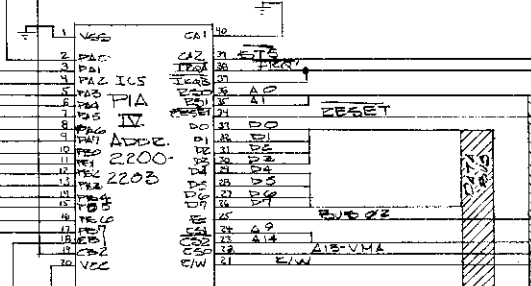 1 VSS CA1 40
2 PA0 CA2 39 ST5
3 PA1 IRQA 38 IRQ
4 PA2 IC5 IRQB 37
5 PA3 PIA RS0 36 A0
6 PA4 RS1 35 A1
7 PA5 IV RESET 34 RESET
8 PA6 D0 33 D0
9 PA7 ADDR. D1 32 D1
10 PB0 2200- D2 31 D2
11 PB1 D3 30 D3
12 PB2 2203 D4 29 D4
13 PB3 D5 28 D5
14 PB4 D6 27 D6
15 PB5 D7 26 D7
16 PB6 E 25 BUS Ø2
17 PB7 CS1 24 A9
18 CB1 CS2 23 A14
19 CB2 CS0 22 A13-VMA
20 VCC R/W 21 R/W
DATA BUS